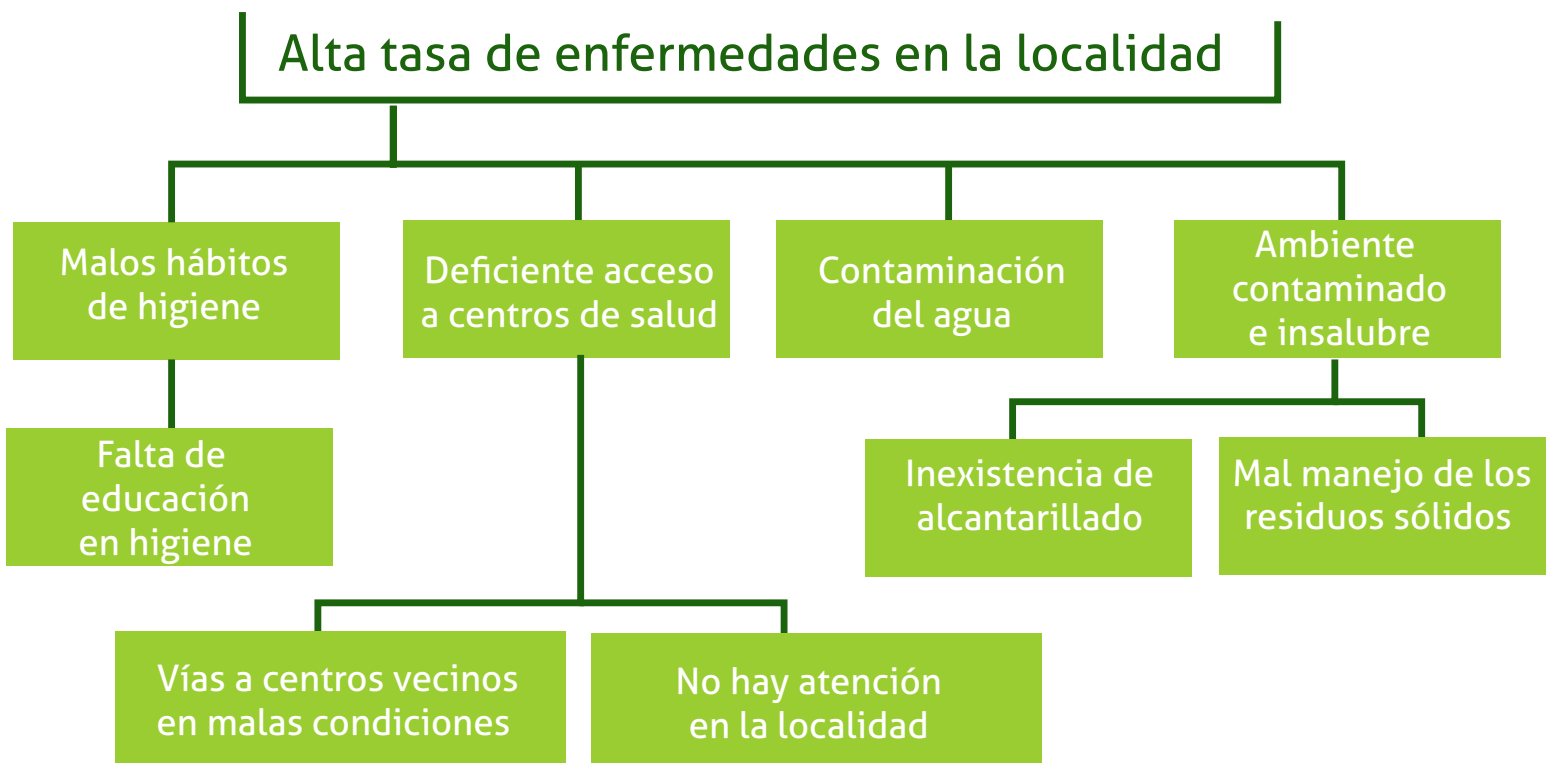 Alta tasa de enfermedades en la localidad
Malos hábitos
de higiene
Deficiente acceso
a centros de salud
Contaminación
del agua
Ambiente
contaminado
e insalubre
Falta de
educación
en higiene
Inexistencia de
alcantarillado
Mal manejo de los
residuos sólidos
Vías a centros vecinos
en malas condiciones
No hay atención
en la localidad